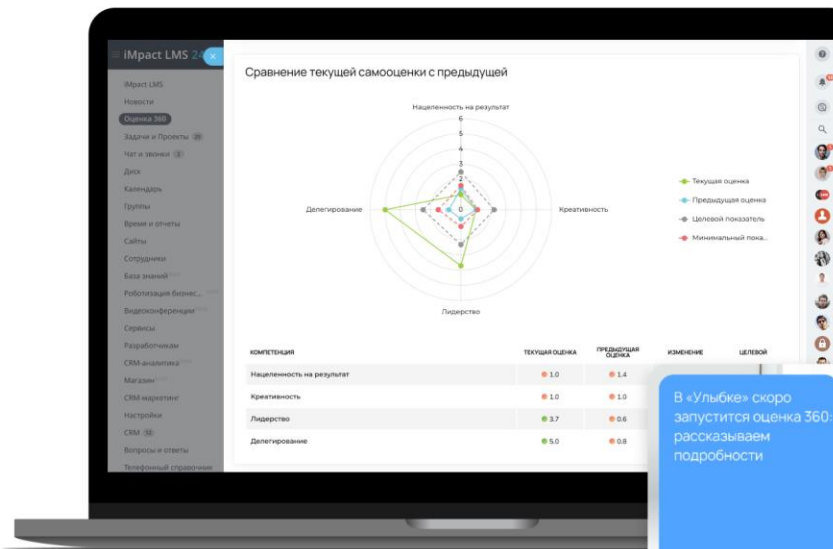 iMpact LMS 24
iMpact LMS
Новости
Оценка 360
Задачи и Проекты
Чат и звонки
Диск
Календарь
Группы
Время и отчеты
Сайты
Сотрудники
База знаний
Роботизация бизнес...
Видеоконференции
Сервисы
Разработчикам
CRM-аналитика
Магазин
CRM-маркетинг
Настройки
CRM 12
Вопросы и ответы
Телефонный справочник
Сравнение текущей самооценки с предыдущей
Нацеленность на результат
6
5
4
3
2
0
Делегирование
Креативность
Лидерство
Текущая оценка
Предыдущая оценка
Целевой показатель
Минимальный пока...
КОМПЕТЕНЦИЯ ТЕКУЩАЯ ОЦЕНКА ПРЕДЫДУЩАЯ ОЦЕНКА ИЗМЕНЕНИЕ ЦЕЛЕВОЙ
Нацеленность на результат 1.0 1.4
Креативность 1.0 1.0
Лидерство 3.7 0.6
Делегирование 5.0 0.8
В «Улыбке» скоро
запустится оценка 360:
рассказываем
подробности